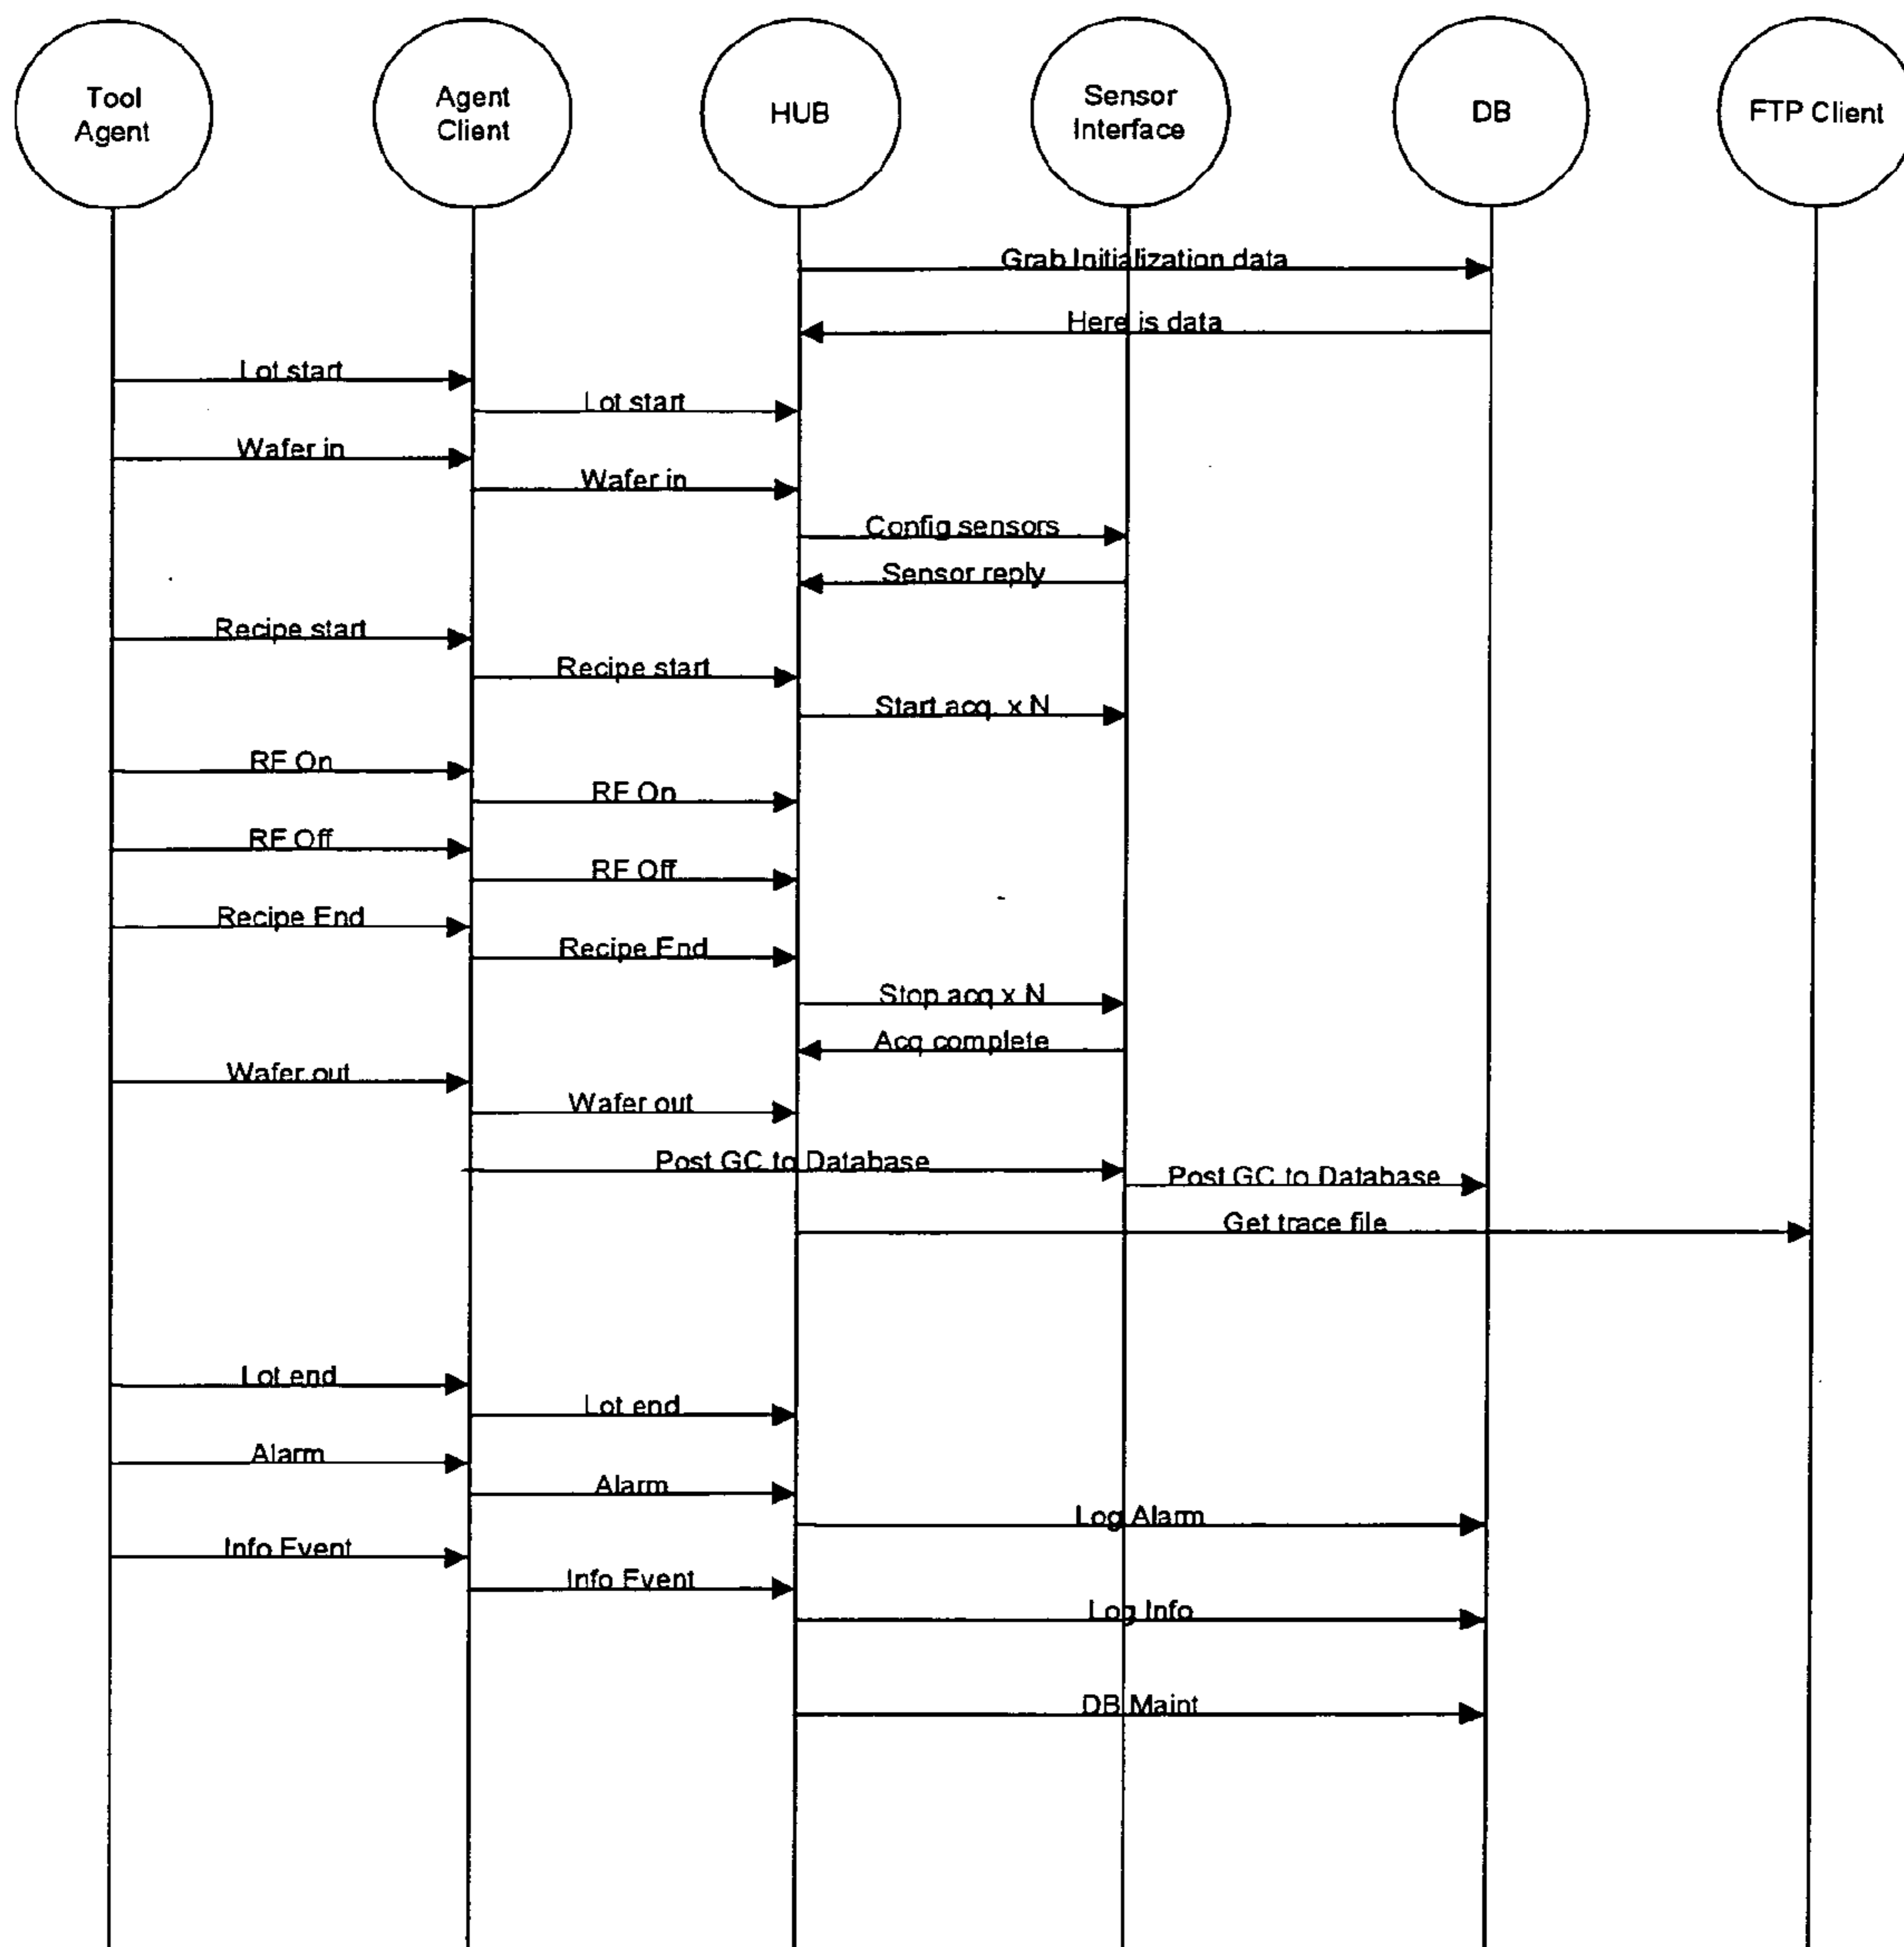 Tool
Agent
Agent
Client
HUB
Sensor
Interface
DB
FTP Client
Grab Initialization data
Here is data
Lot start
Lot start
Wafer in
Wafer in
Config sensors
Sensor reply
Recipe start
Recipe start
Start acq. x N
RF On
RF On
RF Off
RF Off
Recipe End
Recipe End
Stop acq x N
Acq complete
Wafer out
Wafer out
Post GC to Database
Post GC to Database
Get trace file
Lot end
Lot end
Alarm
Alarm
Log Alarm
Info Event
Info Event
Log Info
DB Maint